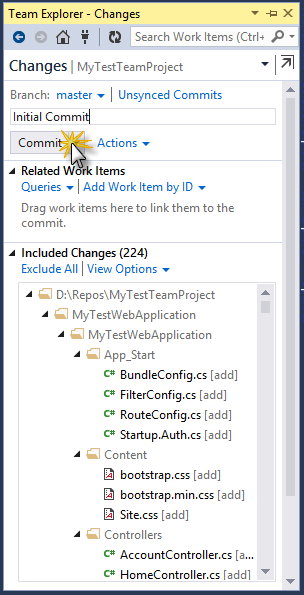 Team Explorer - Changes
Search Work Items (Ctrl+
Changes | MyTestTeamProject
Branch: master | Unsynced Commits
Initial Commit
Commit Actions
Related Work Items
Queries | Add Work Item by ID
Drag work items here to link them to the
commit.
Included Changes (224)
Exclude All | View Options
D:\Repos\MyTestTeamProject
MyTestWebApplication
MyTestWebApplication
App_Start
C# BundleConfig.cs [add]
C# FilterConfig.cs [add]
C# RouteConfig.cs [add]
C# Startup.Auth.cs [add]
Content
bootstrap.css [add]
bootstrap.min.css [add]
Site.css [add]
Controllers
C# AccountController.cs [a...
C# HomeController.cs [add]